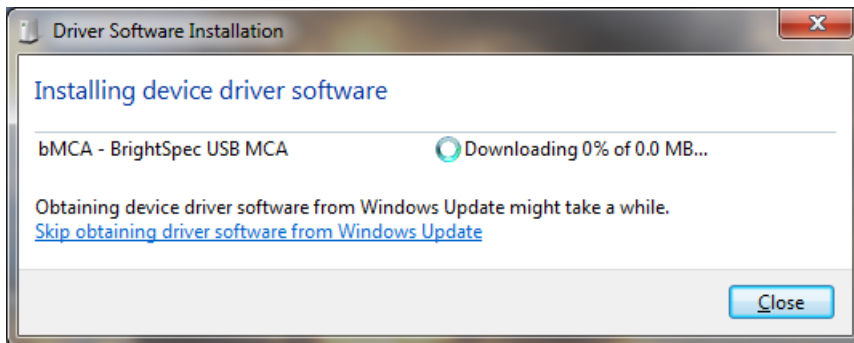 Driver Software Installation
Installing device driver software
bMCA - BrightSpec USB MCA Downloading 0% of 0.0 MB...
Obtaining device driver software from Windows Update might take a while.
Skip obtaining driver software from Windows Update
Close